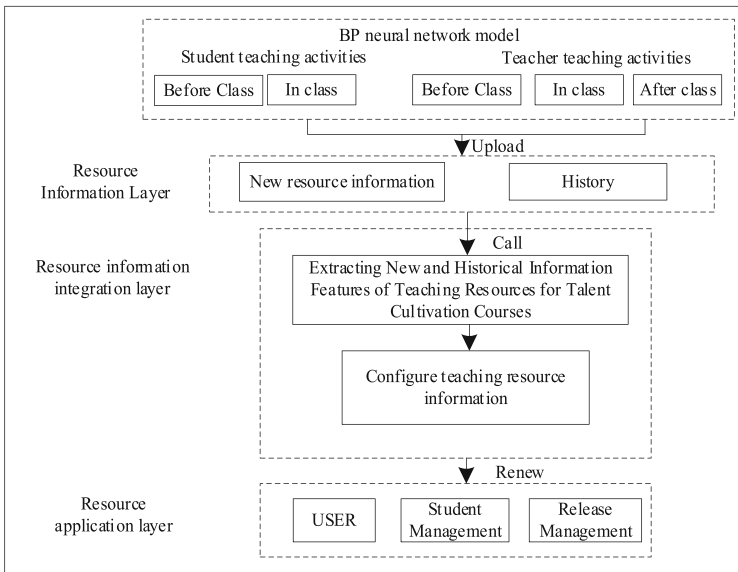 BP neural network model
Student teaching activities
Teacher teaching activities
Before Class
In class
Before Class
In class
After class
Upload
Resource
Information Layer
New resource information
History
Call
Resource information
integration layer
Extracting New and Historical Information
Features of Teaching Resources for Talent
Cultivation Courses
Configure teaching resource
information
Renew
Resource
application layer
USER
Student
Management
Release
Management